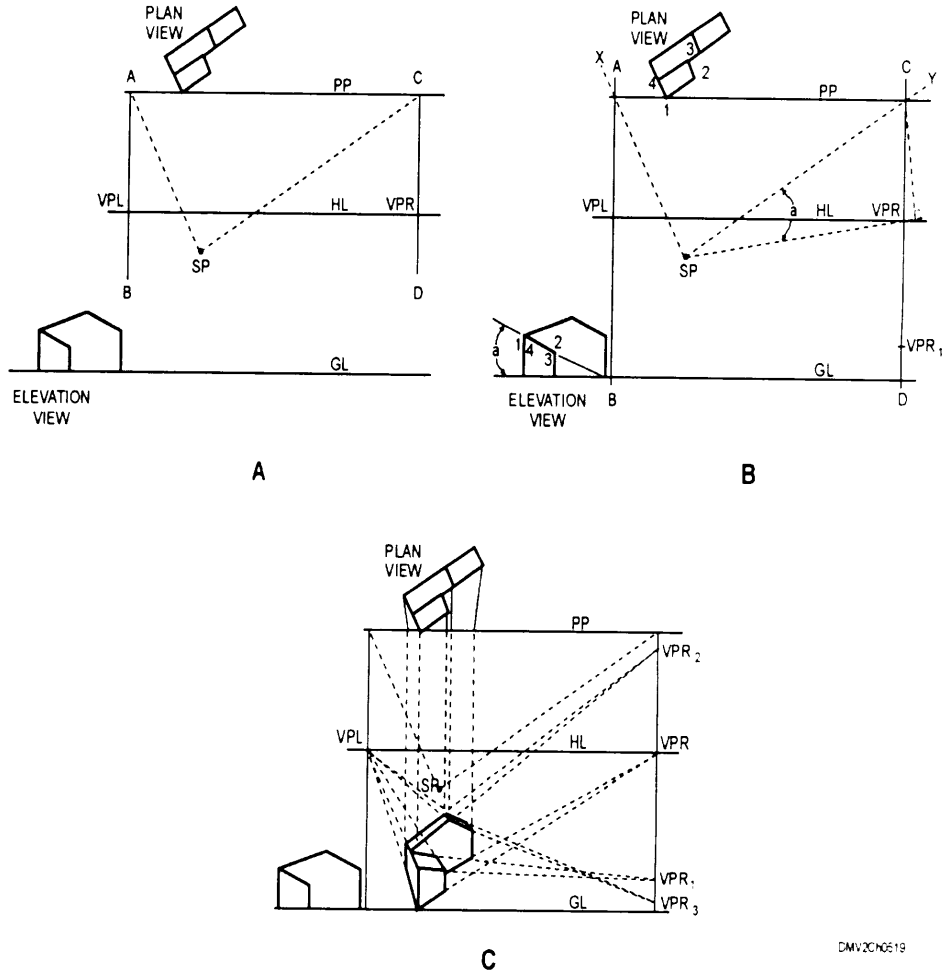 PLAN
VIEW
A
C
PP
VPL
HL
VPR
SP
B
D
GL
ELEVATION
VIEW
A
PLAN
VIEW
X
A
C
Y
3
2
4
PP
1
VPL
a
HL
VPR
SP
1
2
4
3
a
VPR1
GL
ELEVATION
VIEW
B
D
B
PLAN
VIEW
PP
VPR2
VPL
HL
VPR
SP
VPR1
VPR3
GL
C
DMV2Ch0519